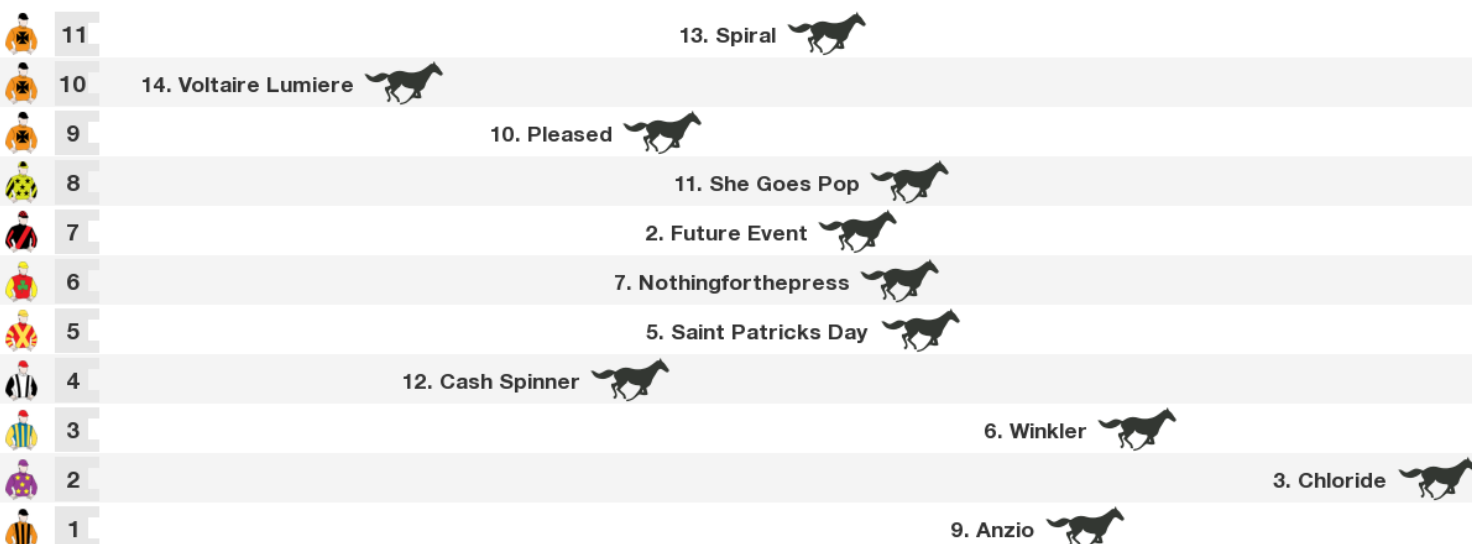 11 13. Spiral
10 14. Voltaire Lumiere
9 10. Pleased
8 11. She Goes Pop
7 2. Future Event
6 7. Nothingforthepress
5 5. Saint Patricks Day
4 12. Cash Spinner
3 6. Winkler
2 3. Chloride
1 9. Anzio